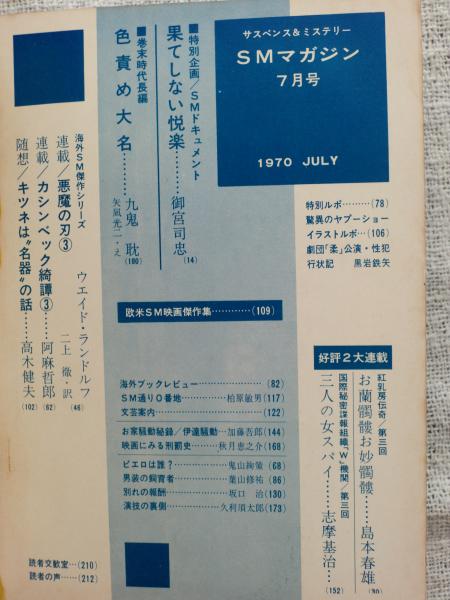 サスペンス&ミステリー
SMマガジン
7月号
1970 JULY
特別ルポ………(78)
驚異のヤプーショー
イラストルポ…(106)
劇団「柔」公演・性犯
行状記 黒岩鉄矢
好評2大連載
紅乳房伝奇/第三回
お蘭髑髏お妙髑髏……島本春雄
(30)
国際秘密諜報組織「W」機関/第三回
三人の女スパイ……志摩基治…
(152)
■特別企画/SMドキュメント
果てしない悦楽………御宮司忠
(14)
■巻末時代長編
色責め大名………九鬼 耽
矢凪光二・え
(180)
欧米SM映画傑作集…………(109)
海外ブックレビュー………………(82)
SM通り0番地………柏原敏男(117)
文芸案内…………………………(122)
お家騒動秘録/伊達騒動…加藤吾郎(144)
映画にみる刑罰史……秋月恵之介(168)
ピエロは誰?………鬼山絢策(68)
男装の飼育者………葉山修祐(86)
別れの報酬…………坂口 治(130)
演技の裏側………久利須太郎(173)
海外SM傑作シリーズ
連載/悪魔の刃③ ウエイド・ランドルフ
二上 徹・訳
(46)
連載/カシンベック綺譚③……阿麻哲郎
(62)
随想/キツネは〝名器〟の話……高木健夫
(102)
読者交歓室…(210)
読者の声……(212)